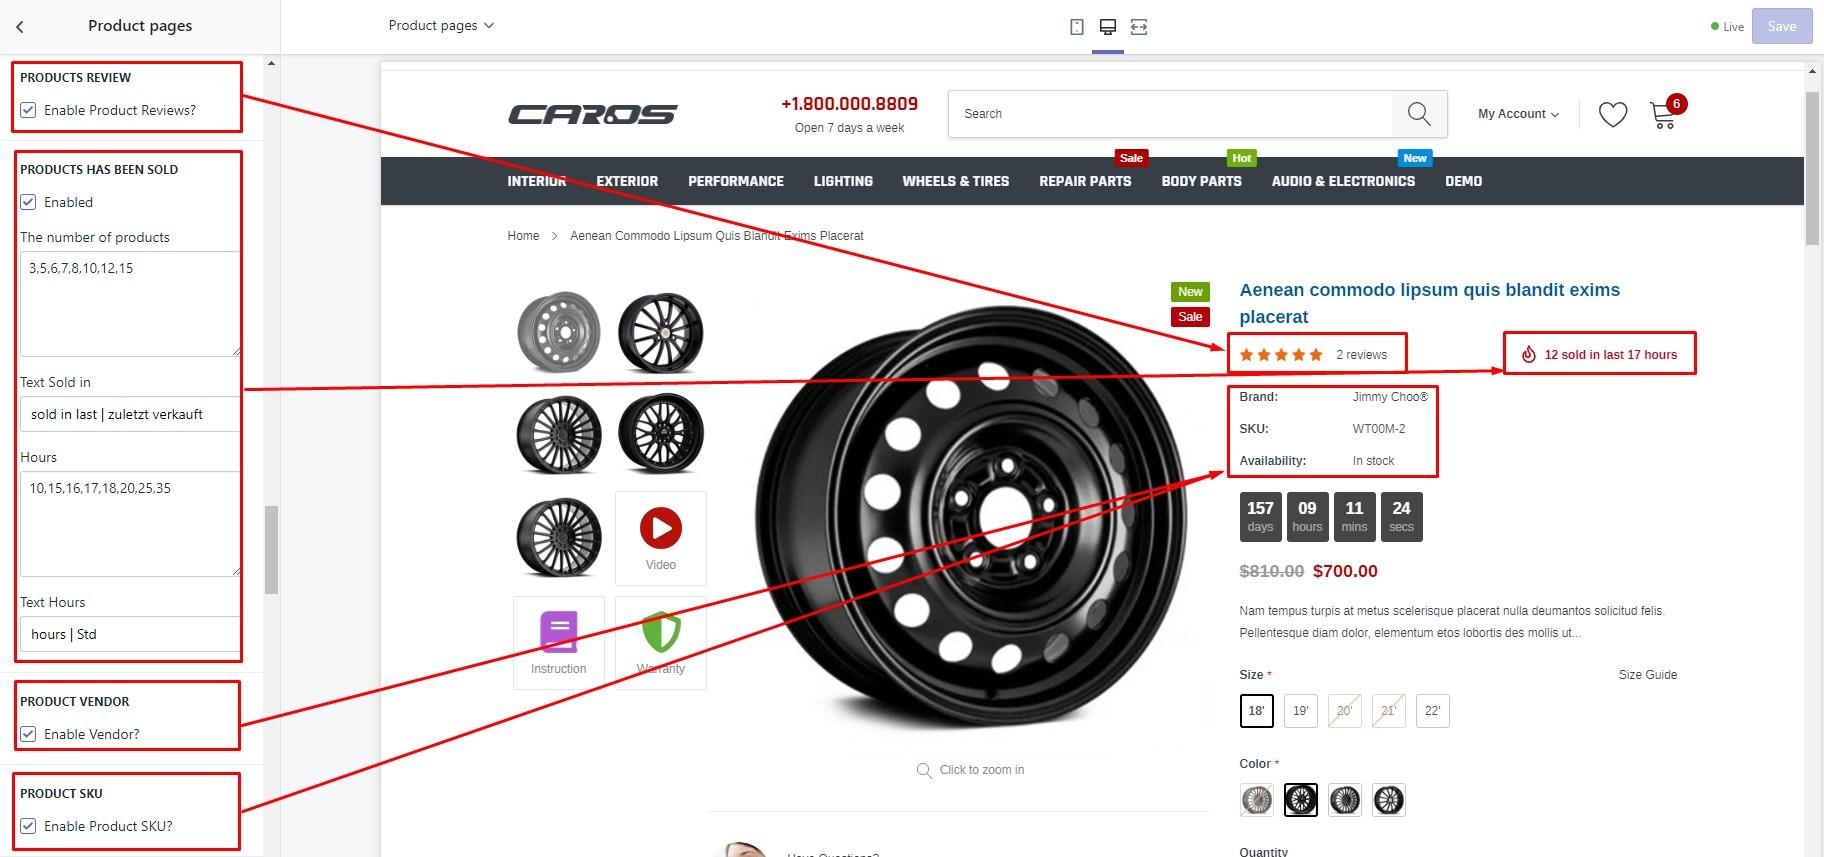 Product pages
Product pages
Live
Save
PRODUCTS REVIEW
Enable Product Reviews?
PRODUCTS HAS BEEN SOLD
Enabled
The number of products
3,5,6,7,8,10,12,15
Text Sold in
sold in last | zuletzt verkauft
Hours
10,15,16,17,18,20,25,35
Text Hours
hours | Std
PRODUCT VENDOR
Enable Vendor?
PRODUCT SKU
Enable Product SKU?
CAROS
+1.800.000.8809
Open 7 days a week
Search
My Account
6
Sale
Hot
New
INTERIOR
EXTERIOR
PERFORMANCE
LIGHTING
WHEELS & TIRES
REPAIR PARTS
BODY PARTS
AUDIO & ELECTRONICS
DEMO
Home
Aenean Commodo Lipsum Quis Blandit Exims Placerat
Video
Instruction
Warranty
New
Sale
Click to zoom in
Have Questions?
Aenean commodo lipsum quis blandit exims
placerat
2 reviews
12 sold in last 17 hours
Brand: Jimmy Choo®
SKU: WT00M-2
Availability: In stock
157 09 11 24
days hours mins secs
$810.00 $700.00
Nam tempus turpis at metus scelerisque placerat nulla deumantos solicitud felis.
Pellentesque diam dolor, elementum etos lobortis des mollis ut...
Size *
Size Guide
18' 19' 20' 21' 22'
Color *
Quantity